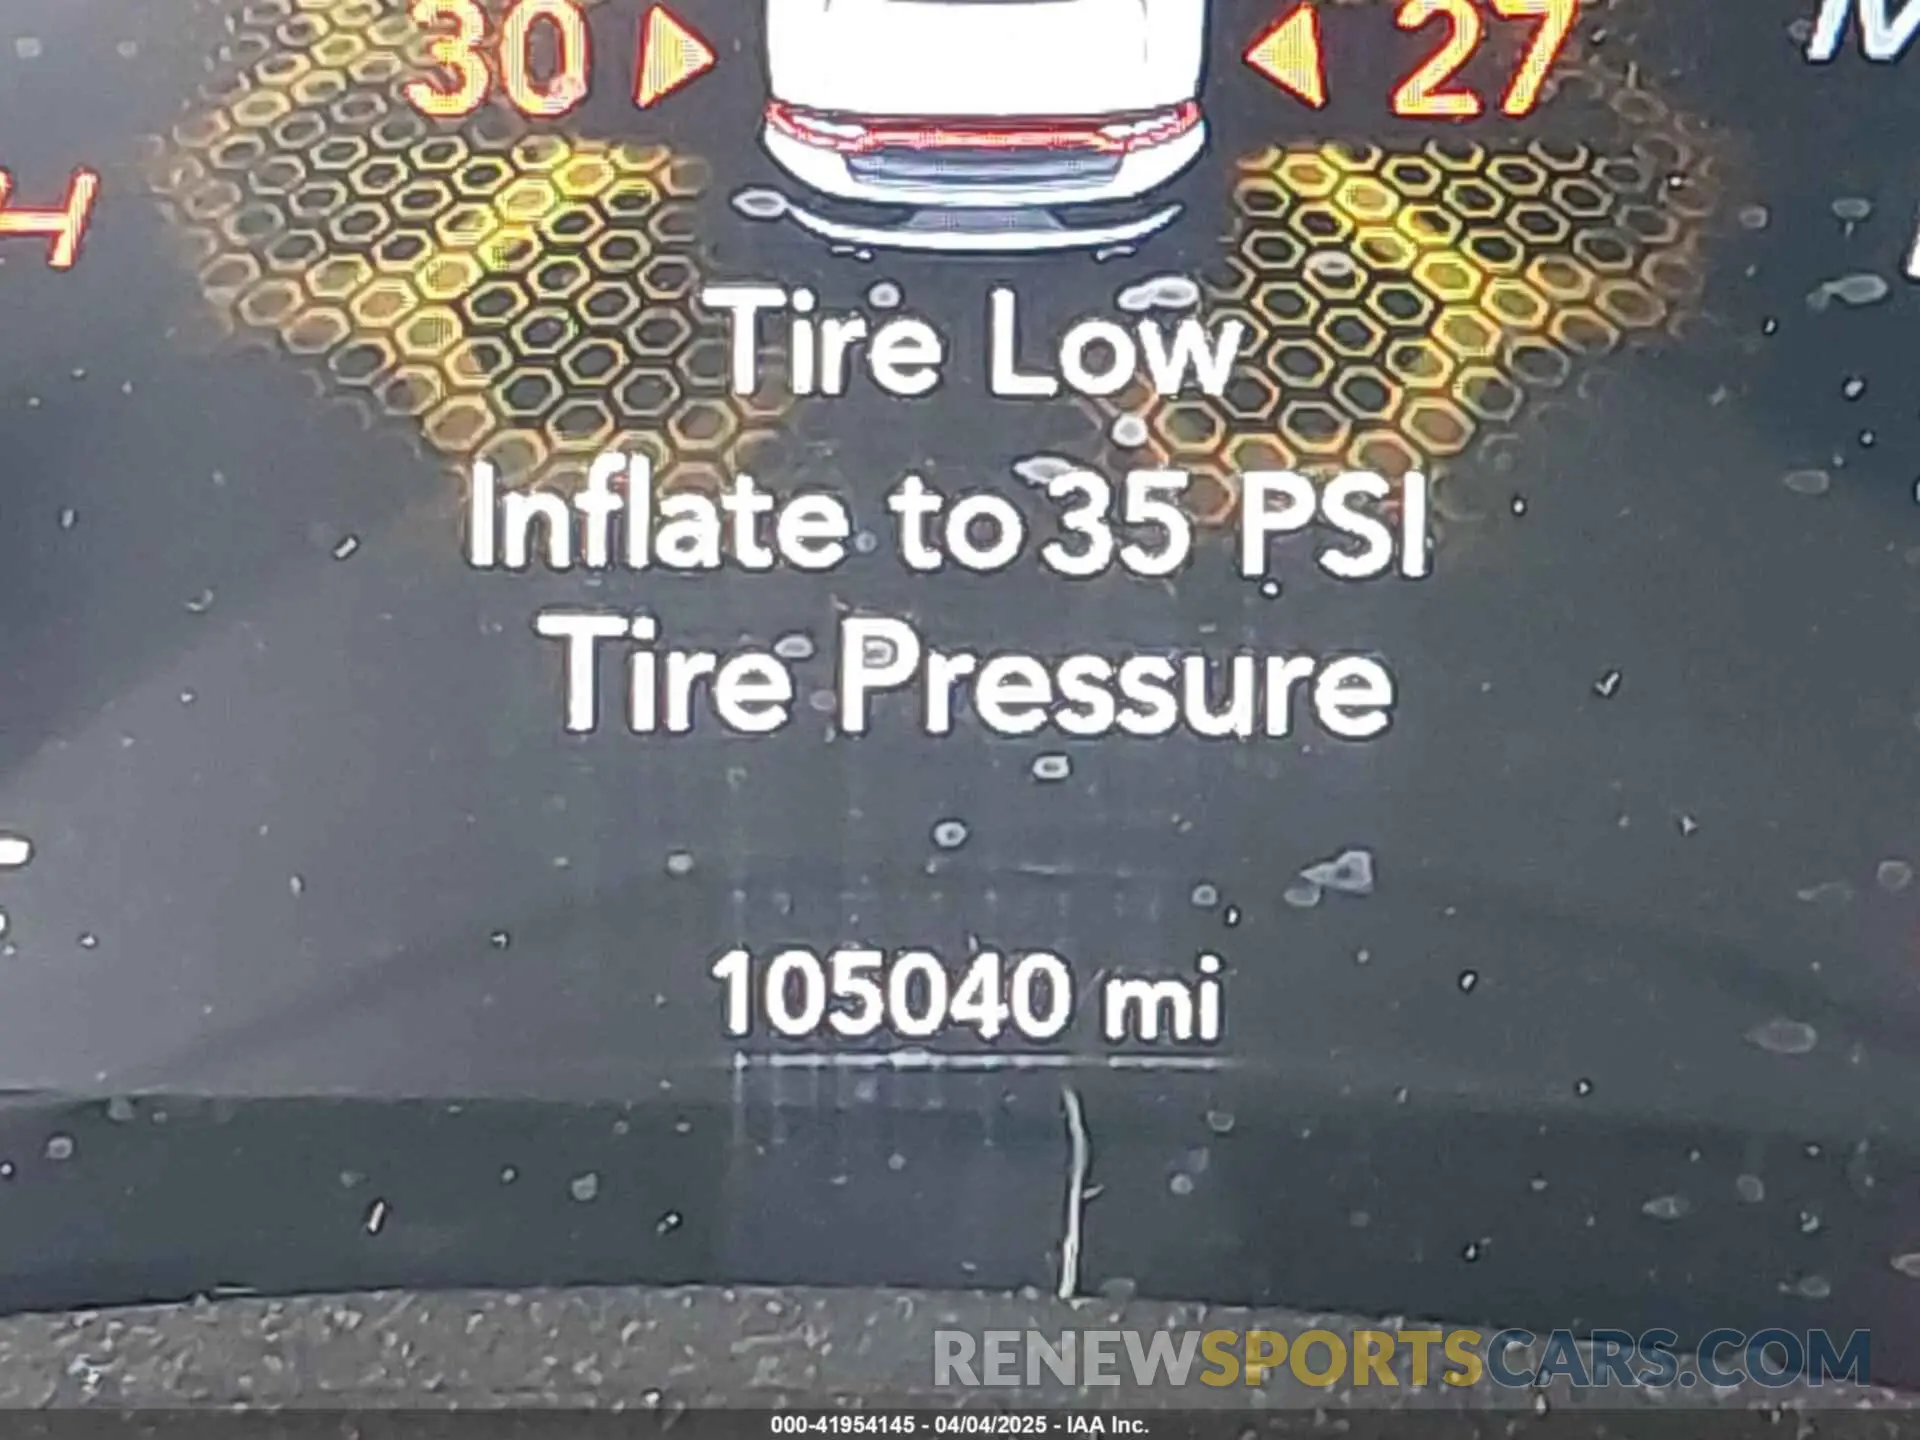 30 27
Tire Low
Inflate to 35 PSI
Tire Pressure
105040 mi
RENEWSPORTSCARS.COM
000-41954145 - 04/04/2025 - IAA Inc.